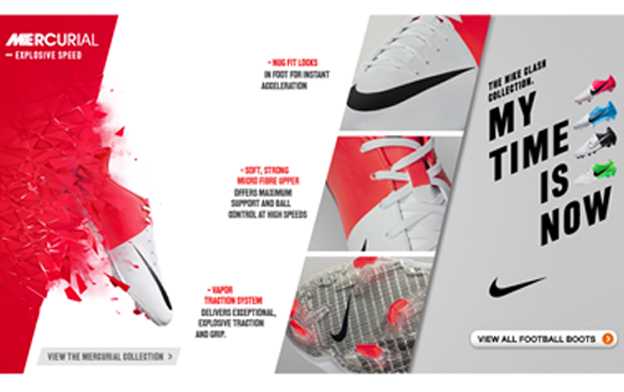 MERCURIAL
– EXPLOSIVE SPEED
- NUG FIT LOCKS
IN FOOT FOR INSTANT
ACCELERATION
- SOFT, STRONG
MICRO FIBRE UPPER
OFFERS MAXIMUM
SUPPORT AND BALL
CONTROL AT HIGH SPEEDS
- VAPOR
TRACTION SYSTEM
DELIVERS EXCEPTIONAL,
EXPLOSIVE TRACTION
AND GRIP.
VIEW THE MERCURIAL COLLECTION >
THE NIKE CLASH
COLLECTION.
MY
TIME
IS
NOW
VIEW ALL FOOTBALL BOOTS >